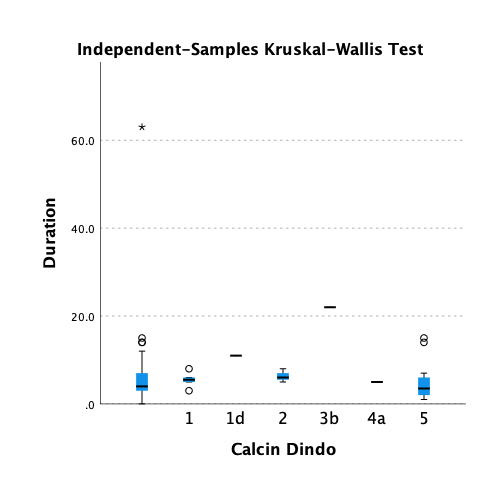 Independent-Samples Kruskal-Wallis Test
60.0
40.0
20.0
.0
Duration
1 1d 2 3b 4a 5
Calcin Dindo